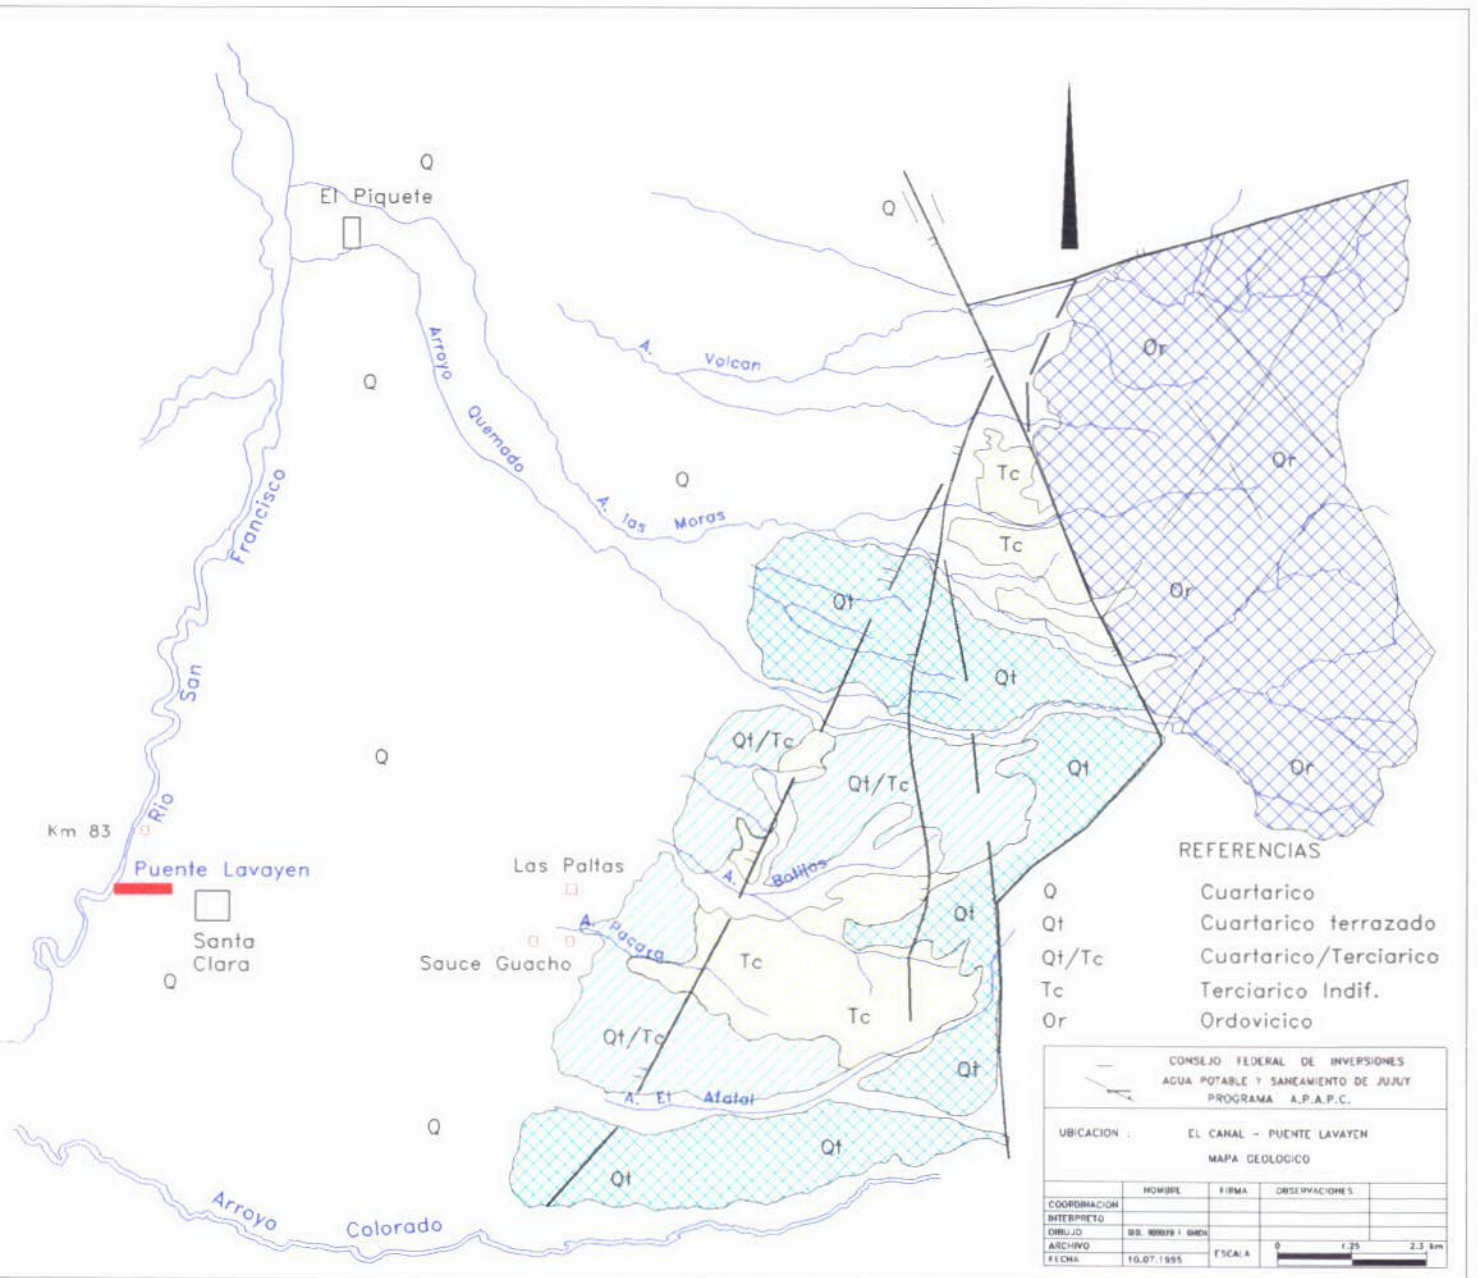 Q
El Piquete
Q
Arroyo Quemado
A. Volcan
Or
Q
Rio San Francisco
Q
Or
Tc
A. las Moras
Tc
Qt
Or
Qt
Qt/Tc
Qt/Tc
Qt
Or
Q
Km 83
Puente Lavayen
Las Paltas
A. Batijas
Santa
Clara
A. Pacara
Sauce Guacho
Qt
Q
Tc
Tc
Qt/Tc
Qt
A. El
Q
Qt
Qt
Arroyo Colorado
REFERENCIAS
Q Cuartarico
Qt Cuartarico terrazado
Qt/Tc Cuartarico/Terciarico
Tc Terciarico Indif.
Or Ordovicico
CONSEJO FEDERAL DE INVERSIONES
AGUA POTABLE Y SANEAMIENTO DE JUJUY
PROGRAMA A.P.A.P.C.
UBICACION : EL CANAL - PUENTE LAVAYEN
MAPA GEOLOGICO
NOMBRE FIRMA OBSERVACIONES
COORDINACION
INTERPRETO
DIBUJO
ARCHIVO
FECHA 10.07.1995
ESCALA 0 1.25 2.3 km